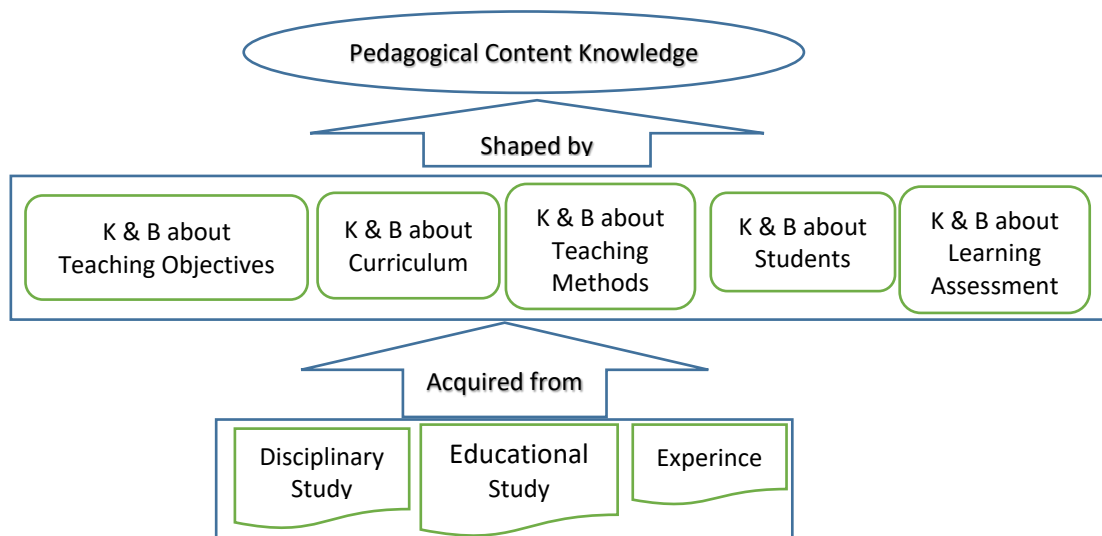 Pedagogical Content Knowledge
Shaped by
K & B about
Teaching Objectives
K & B about
Curriculum
K & B about
Teaching
Methods
K & B about
Students
K & B about
Learning
Assessment
Acquired from
Disciplinary
Study
Educational
Study
Experince